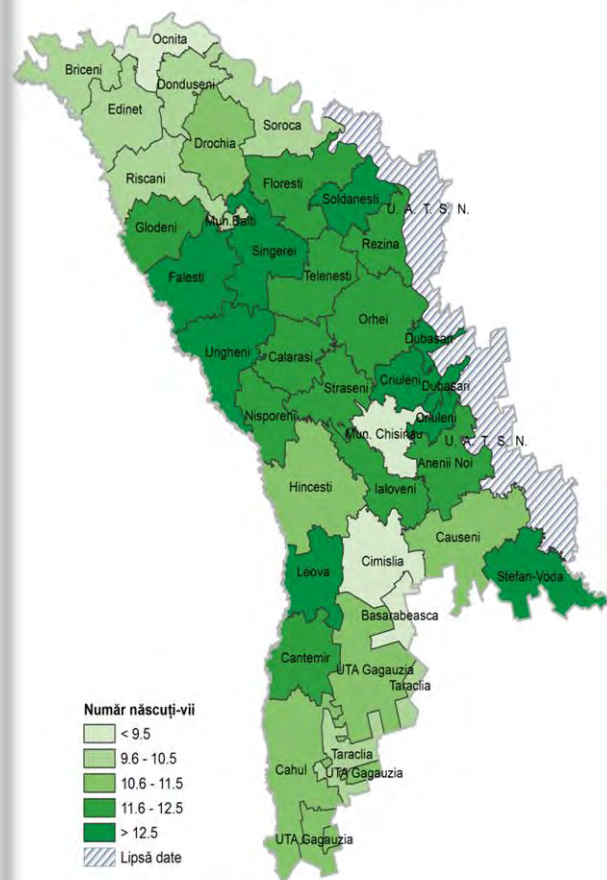 Ocnita
Briceni
Donduseni
Edinet
Soroca
Drochia
Riscani
Floresti
Soldanesti
U. A. T. S. N.
Mun.Balti
Glodeni
Rezina
Singerei
Falesti
Telenesti
Orhei
Dubasari
Ungheni
Calarasi
Criuleni
Dubasari
Straseni
Nisporeni
Criuleni
Mun. Chisinau
U. A. T. S. N.
Anenii Noi
Hincesti
Ialoveni
Causeni
Cimislia
Leova
Stefan-Voda
Basarabeasca
Cantemir
UTA Gagauzia
Taraclia
Taraclia
Cahul
UTA Gagauzia
UTA Gagauzia
Număr născuți-vii
< 9.5
9.6 - 10.5
10.6 - 11.5
11.6 - 12.5
> 12.5
Lipsă date